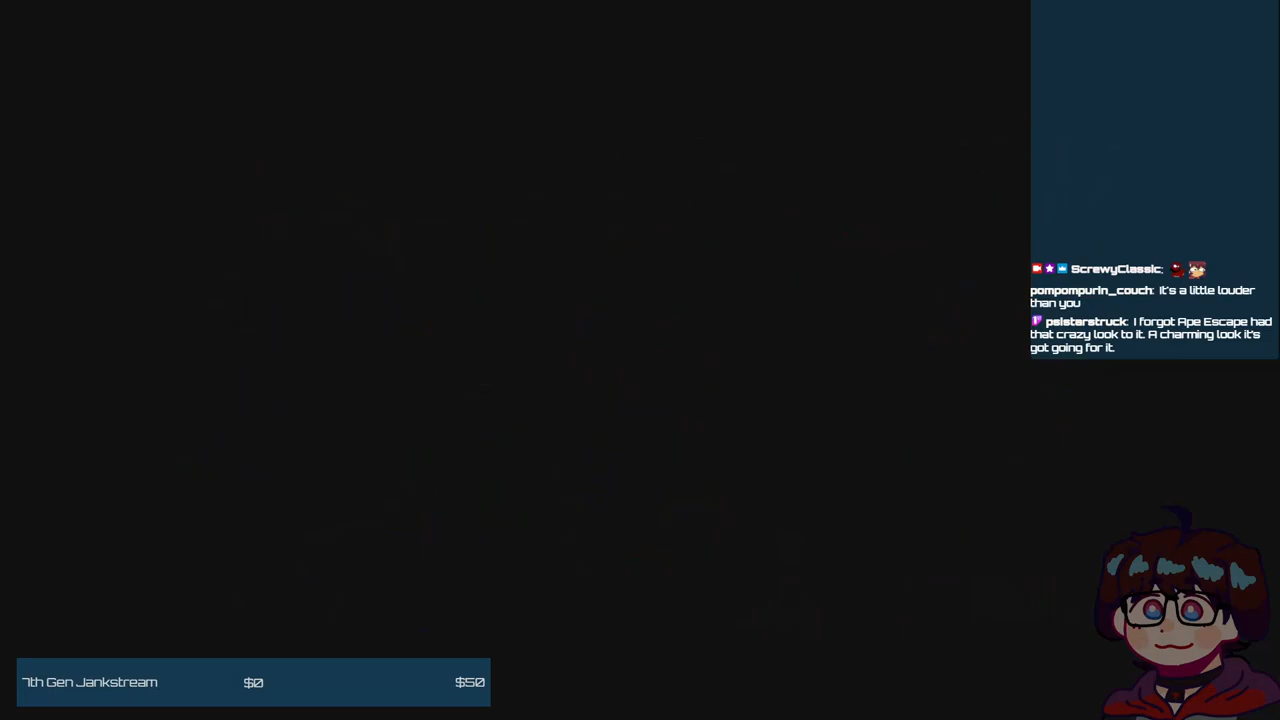 ScrewyClassic:
pompompurin_couch: It's a little louder
than you
psistarstruck: I forgot Ape Escape had
that crazy look to it. A charming look it's
got going for it.
7th Gen Jankstream $0 $50